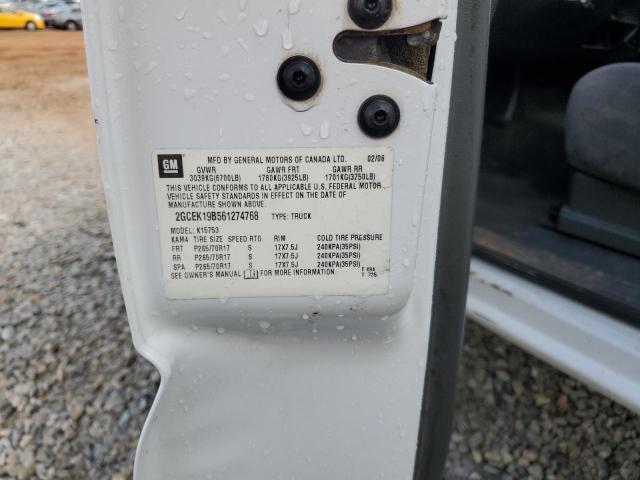 GM
MFD BY GENERAL MOTORS OF CANADA LTD. 02/06
GVWR GAWR FRT GAWR RR
3039KG(6700LB) 1780KG(3925LB) 1701KG(3750LB)
THIS VEHICLE CONFORMS TO ALL APPLICABLE U.S. FEDERAL MOTOR
VEHICLE SAFETY STANDARDS IN EFFECT ON THE DATE OF
MANUFACTURE SHOWN ABOVE.
2GCEK19B561274768 TYPE: TRUCK
MODEL: K15753
KAM4 TIRE SIZE SPEED RTG RIM COLD TIRE PRESSURE
FRT P265/70R17 S 17X7.5J 240KPA(35PSI)
RR P265/70R17 S 17X7.5J 240KPA(35PSI)
SPA P265/70R17 S 17X7.5J 240KPA(35PSI)
SEE OWNER'S MANUAL FOR MORE INFORMATION.